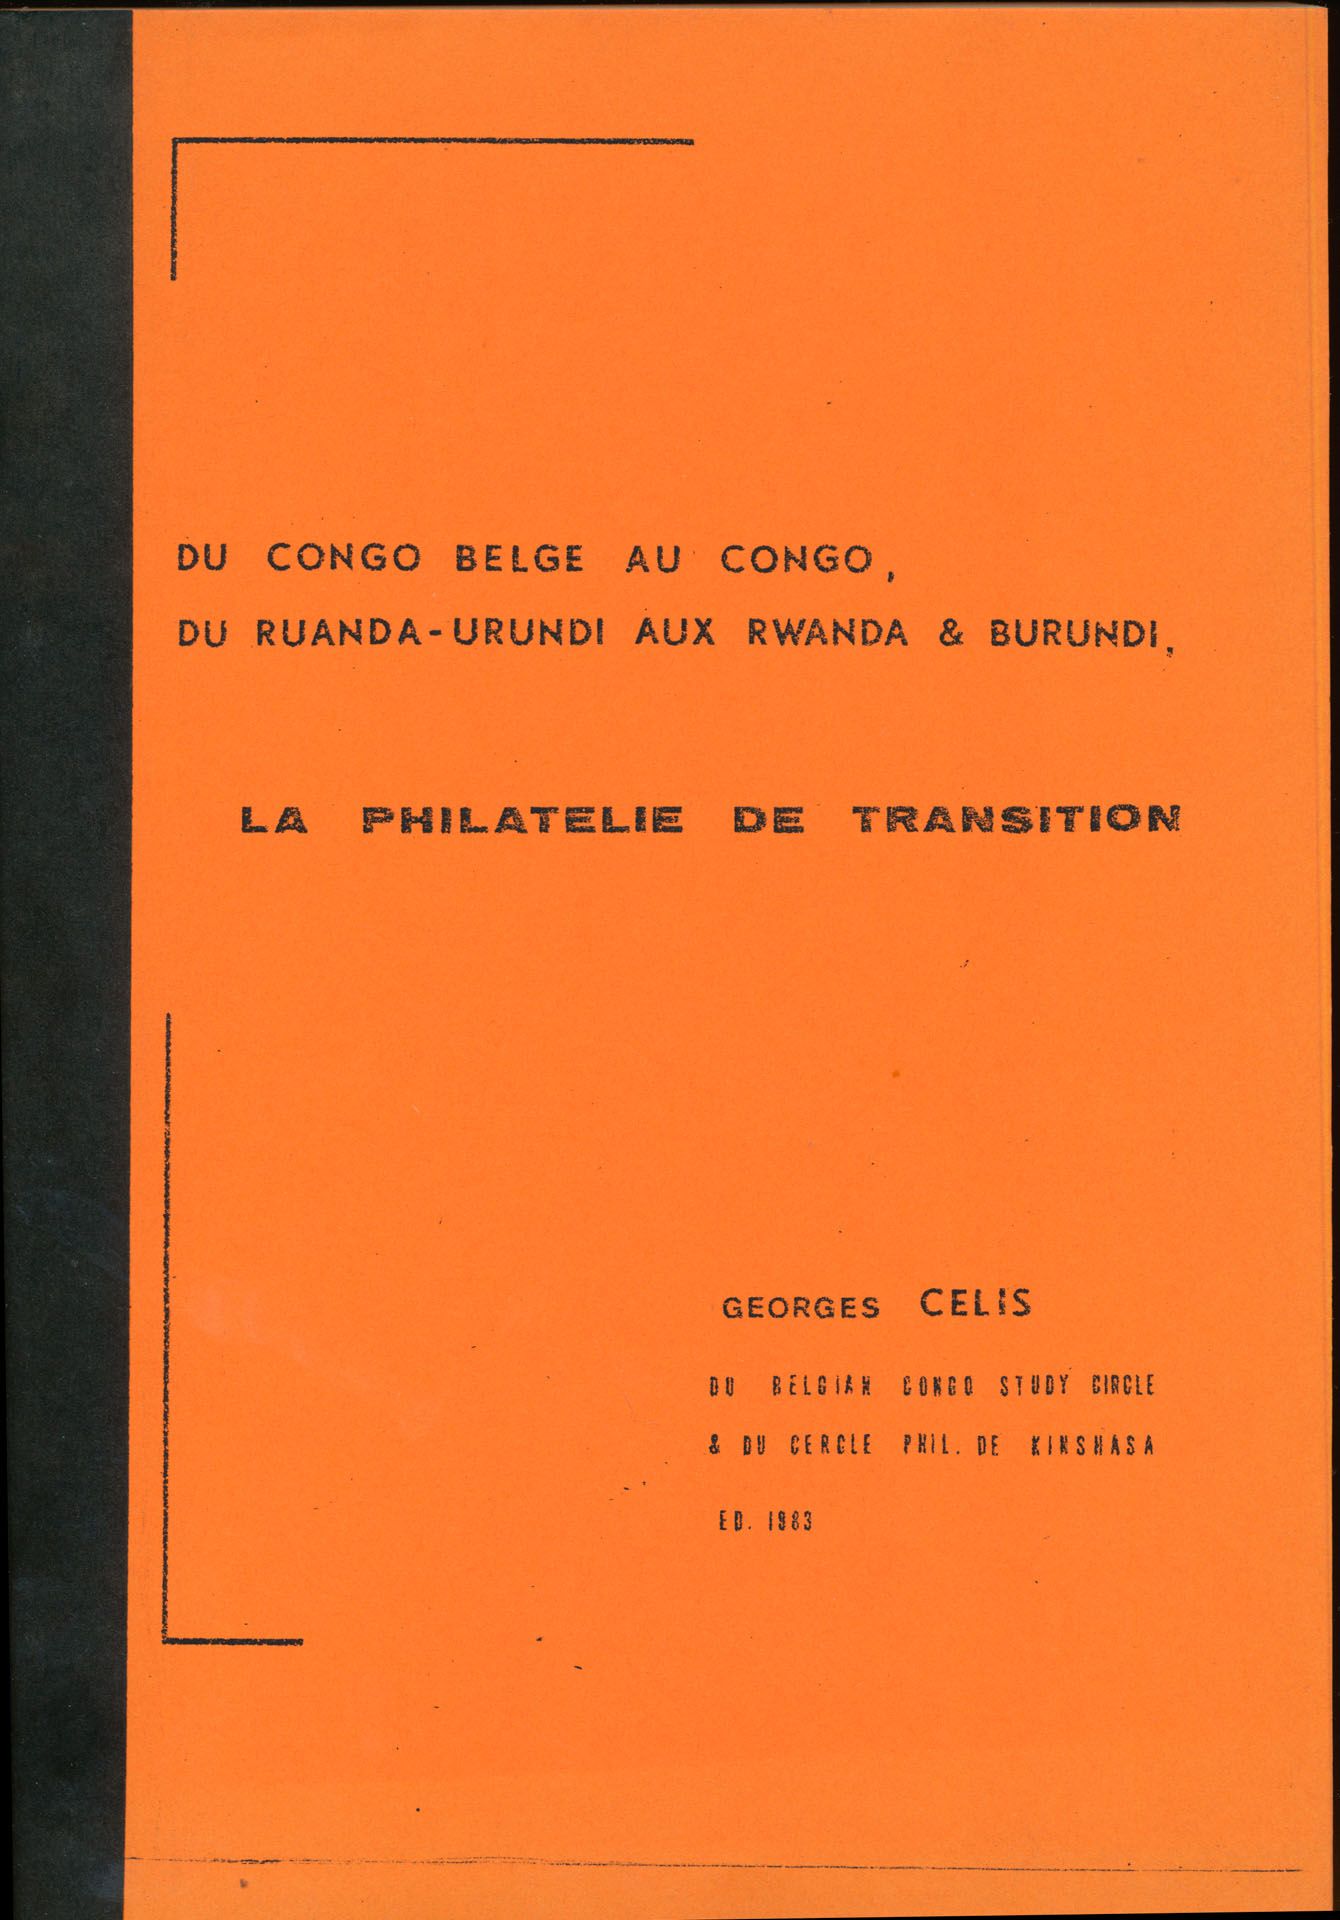 DU CONGO BELGE AU CONGO,
DU RUANDA-URUNDI AUX RWANDA & BURUNDI,
LA PHILATELIE DE TRANSITION
GEORGES CELIS
DU BELGIAN CONGO STUDY CIRCLE
& DU CERCLE PHIL. DE KINSHASA
ED. 1983